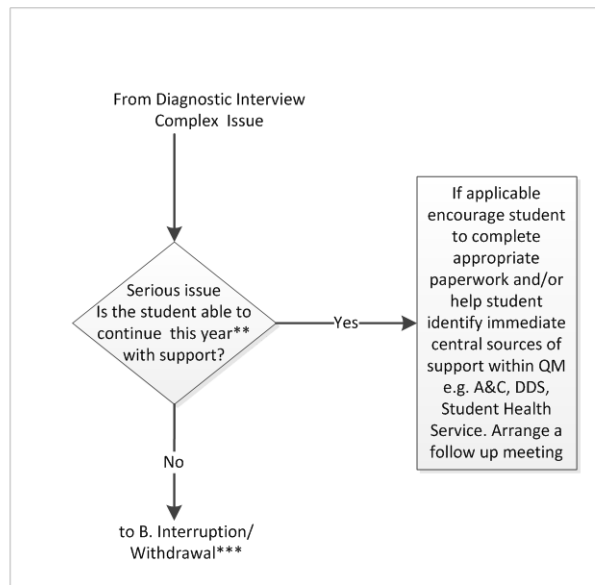 From Diagnostic Interview
Complex Issue
Serious issue
Is the student able to
continue this year**
with support?
Yes
If applicable
encourage student
to complete
appropriate
paperwork and/or
help student
identify immediate
central sources of
support within QM
e.g. A&C, DDS,
Student Health
Service. Arrange a
follow up meeting
No
to B. Interruption/
Withdrawal***